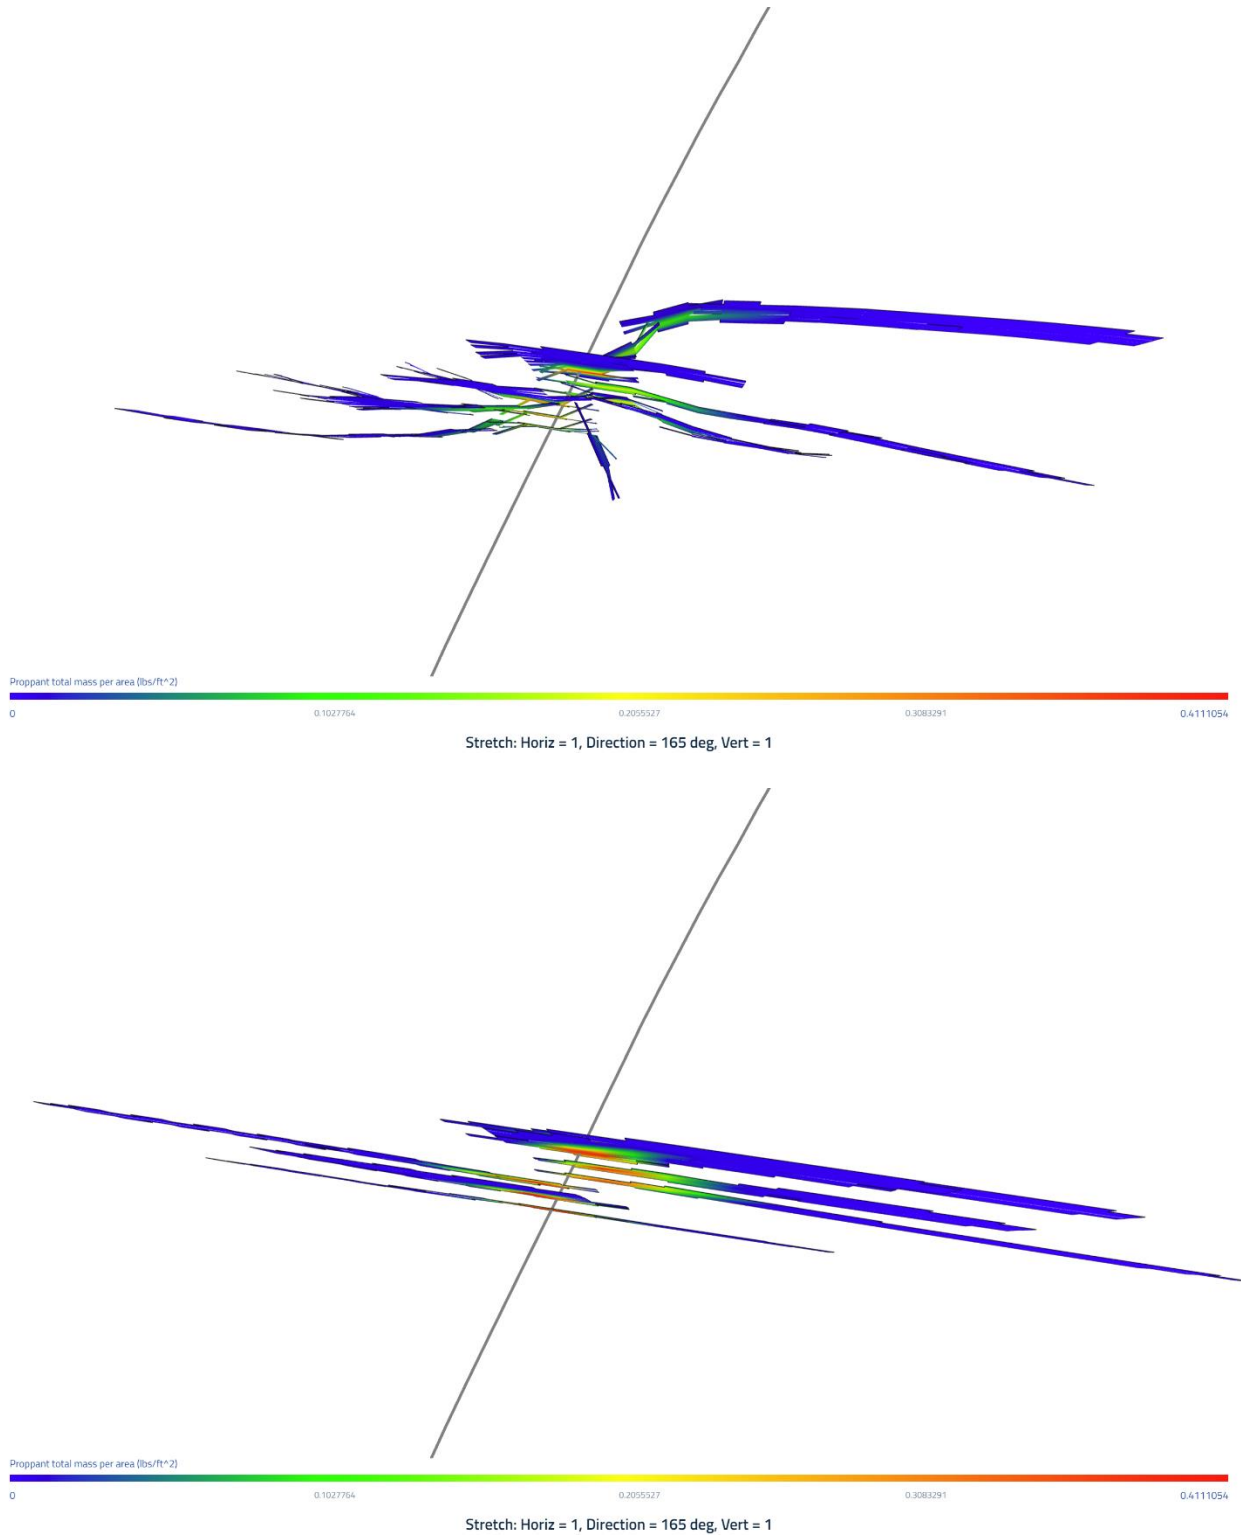 Proppant total mass per area (lbs/ft^2)
0 0.1027764 0.2055527 0.3083291 0.4111054
Stretch: Horiz = 1, Direction = 165 deg, Vert = 1
Proppant total mass per area (lbs/ft^2)
0 0.1027764 0.2055527 0.3083291 0.4111054
Stretch: Horiz = 1, Direction = 165 deg, Vert = 1